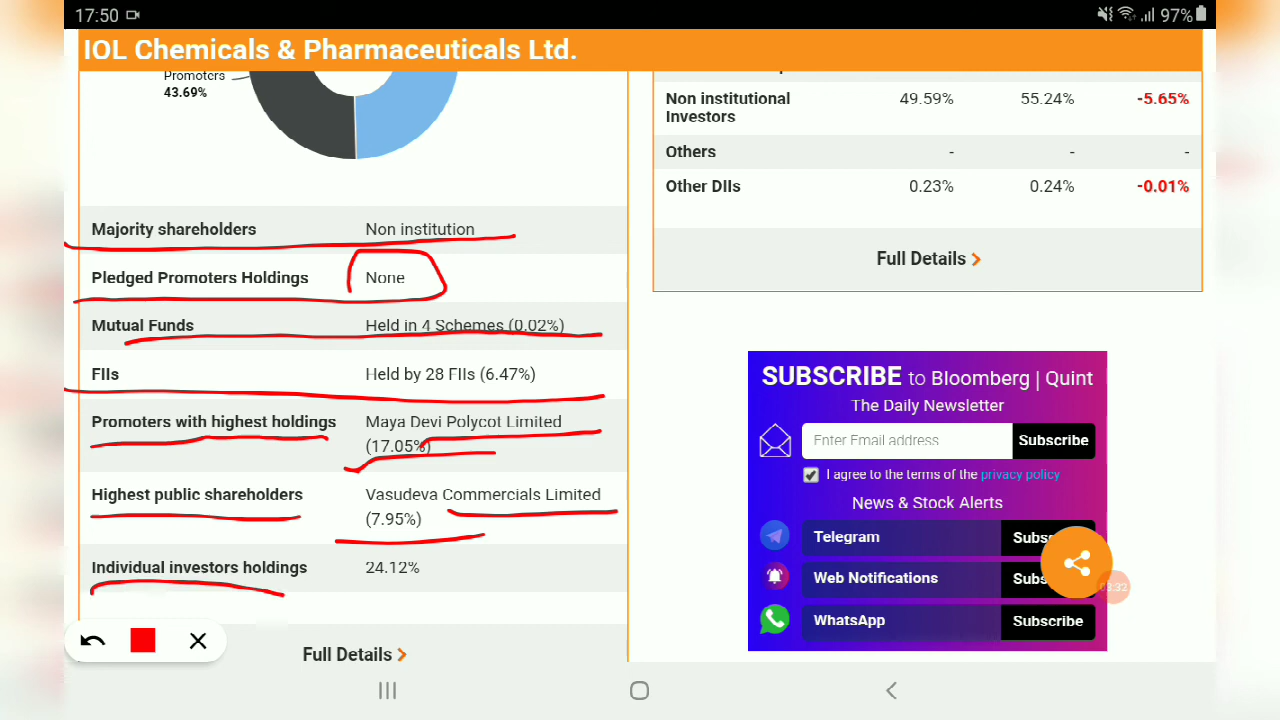 17:50
97%
IOL Chemicals & Pharmaceuticals Ltd.
Promoters
43.69%
Majority shareholders Non institution
Pledged Promoters Holdings None
Mutual Funds Held in 4 Schemes (0.02%)
FIIs Held by 28 FIIs (6.47%)
Promoters with highest holdings Maya Devi Polycot Limited
(17.05%)
Highest public shareholders Vasudeva Commercials Limited
(7.95%)
Individual investors holdings 24.12%
Full Details
Non institutional 49.59% 55.24% -5.65%
Investors
Others - - -
Other DIIs 0.23% 0.24% -0.01%
Full Details
SUBSCRIBE to Bloomberg | Quint
The Daily Newsletter
Enter Email address Subscribe
I agree to the terms of the privacy policy
News & Stock Alerts
Telegram Subs
Web Notifications Subs
03:32
WhatsApp Subscribe